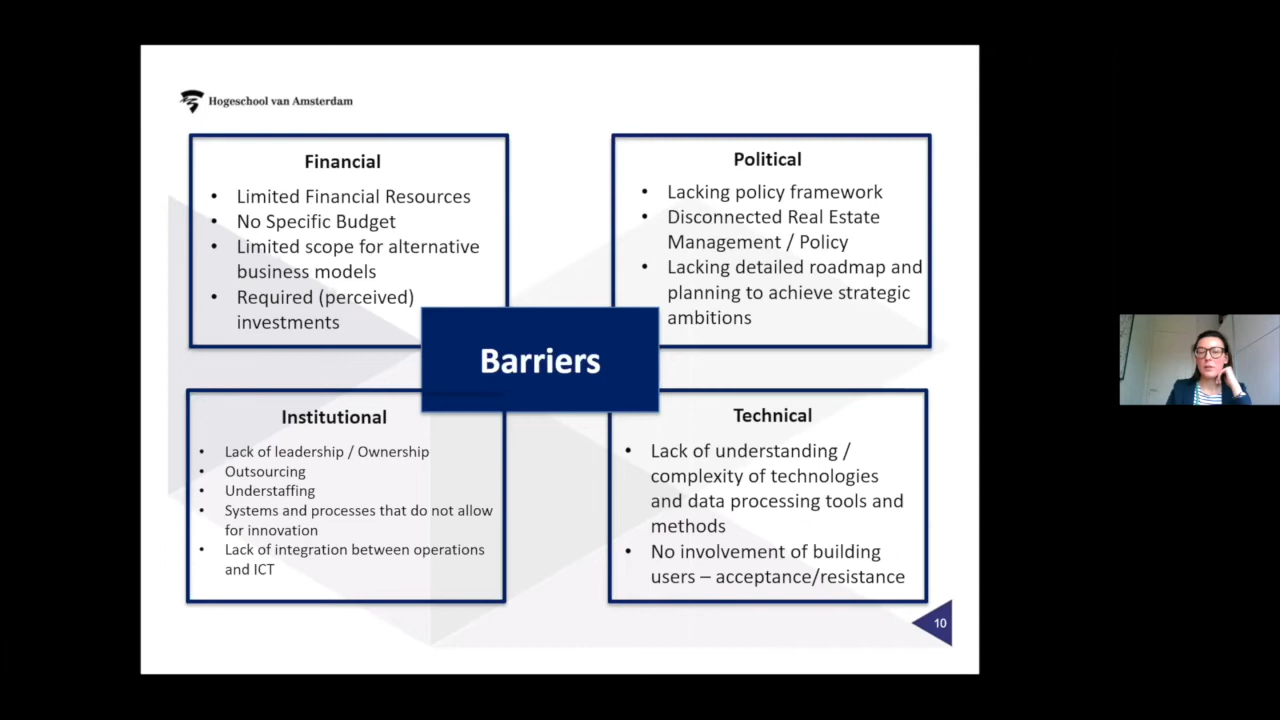 Hogeschool van Amsterdam
Financial
• Limited Financial Resources
• No Specific Budget
• Limited scope for alternative
business models
• Required (perceived)
investments
Political
• Lacking policy framework
• Disconnected Real Estate
Management / Policy
• Lacking detailed roadmap and
planning to achieve strategic
ambitions
Barriers
Institutional
• Lack of leadership / Ownership
• Outsourcing
• Understaffing
• Systems and processes that do not allow
for innovation
• Lack of integration between operations
and ICT
Technical
• Lack of understanding /
complexity of technologies
and data processing tools and
methods
• No involvement of building
users – acceptance/resistance
10